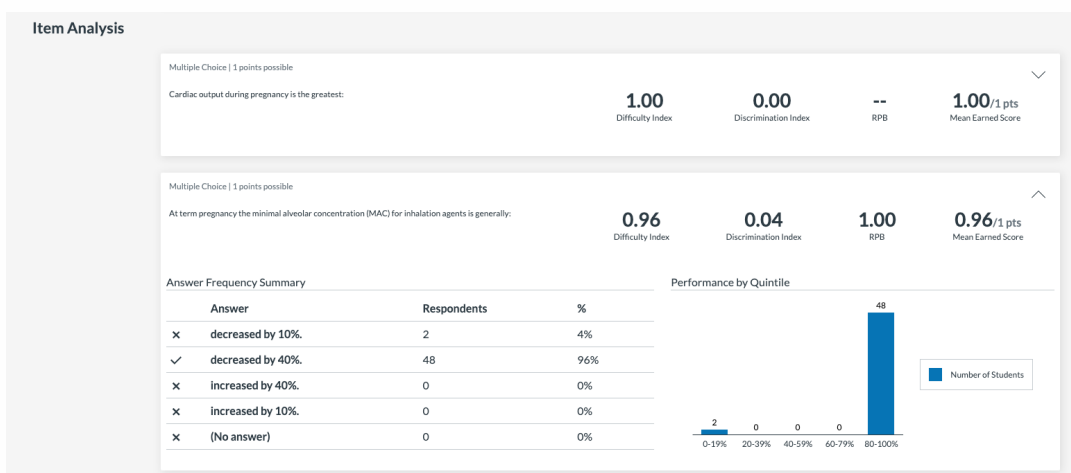 Item Analysis
Multiple Choice | 1 points possible
Cardiac output during pregnancy is the greatest:
1.00 0.00 -- 1.00/1 pts
Difficulty Index Discrimination Index RPB Mean Earned Score
Multiple Choice | 1 points possible
At term pregnancy the minimal alveolar concentration (MAC) for inhalation agents is generally:
0.96 0.04 1.00 0.96/1 pts
Difficulty Index Discrimination Index RPB Mean Earned Score
Answer Frequency Summary
Answer Respondents %
decreased by 10%. 2 4%
decreased by 40%. 48 96%
increased by 40%. 0 0%
increased by 10%. 0 0%
(No answer) 0 0%
Performance by Quintile
48
2 0 0 0
0-19% 20-39% 40-59% 60-79% 80-100%
Number of Students